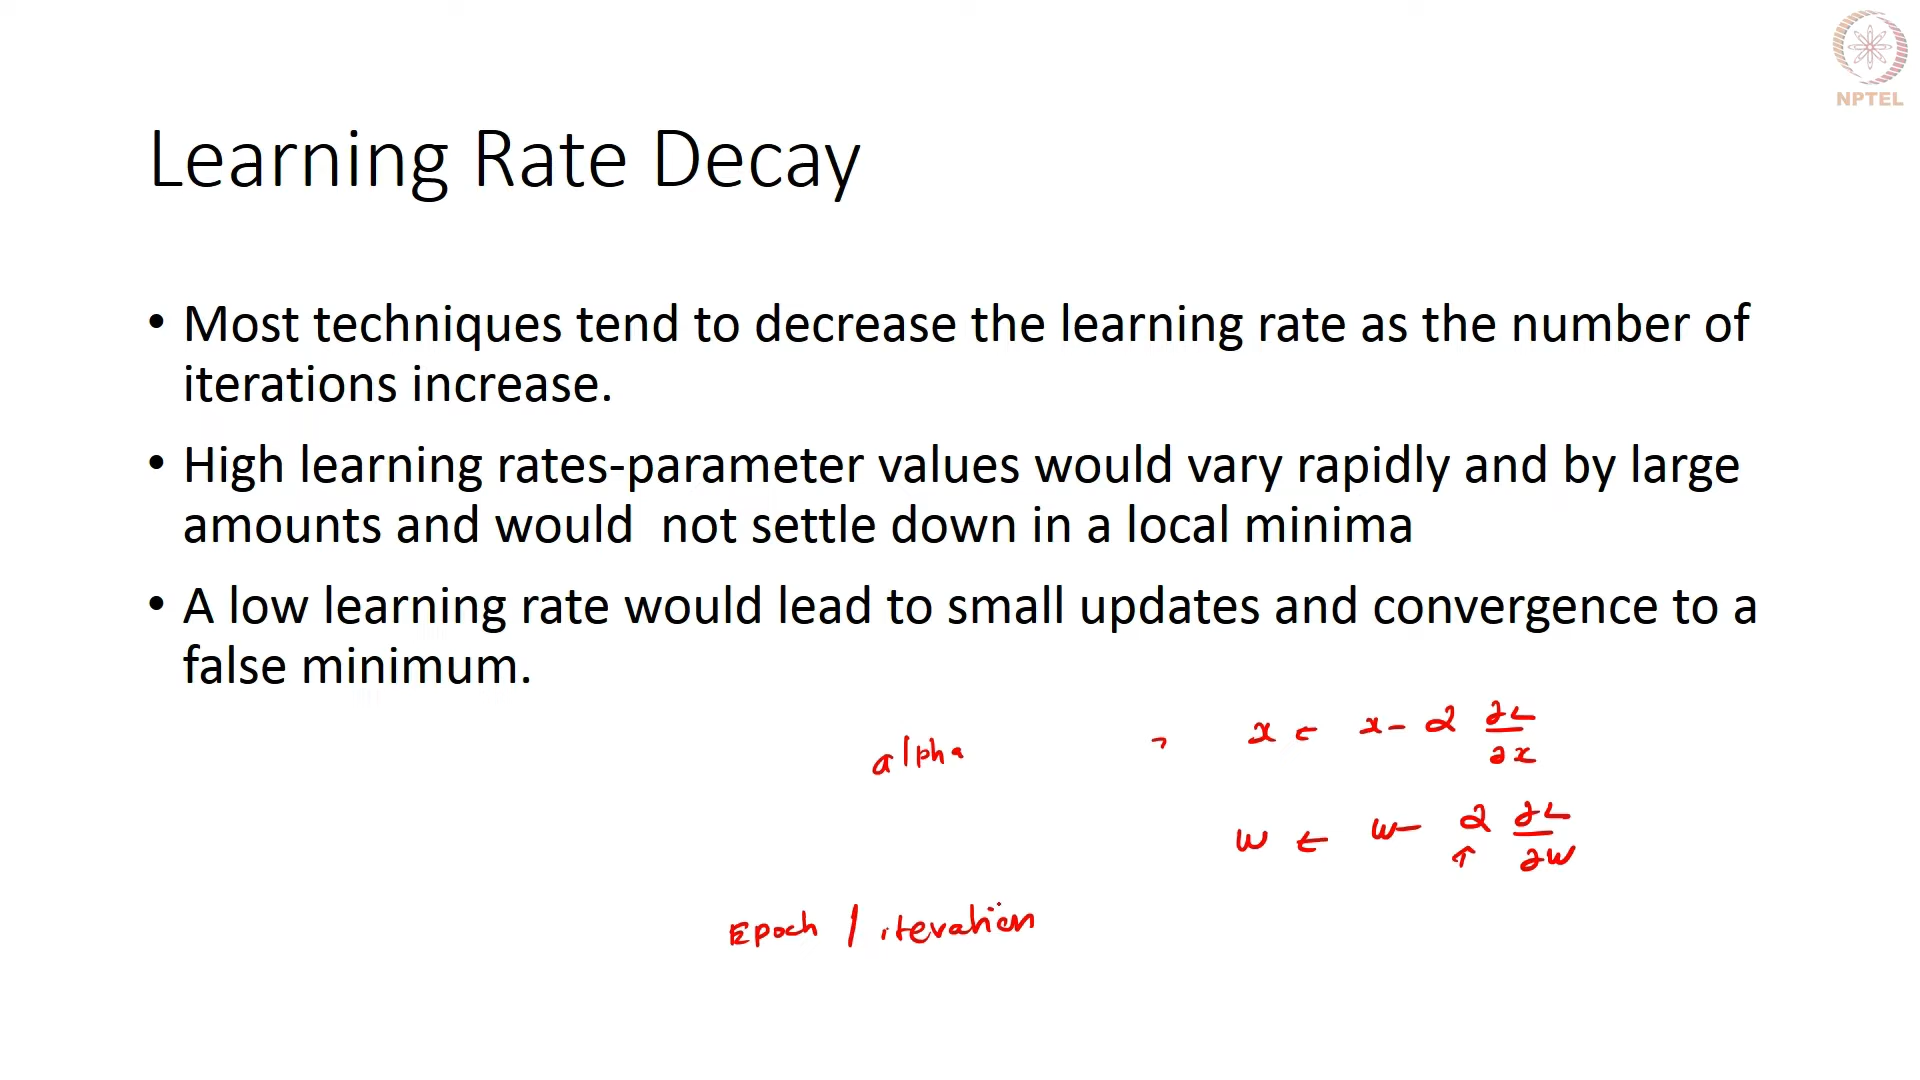 NPTEL
Learning Rate Decay
• Most techniques tend to decrease the learning rate as the number of
iterations increase.
• High learning rates-parameter values would vary rapidly and by large
amounts and would  not settle down in a local minima
• A low learning rate would lead to small updates and convergence to a
false minimum.
alpha
x ← x - α ∂L/∂x
w ← w - α ∂L/∂w
↑
Epoch / iteration